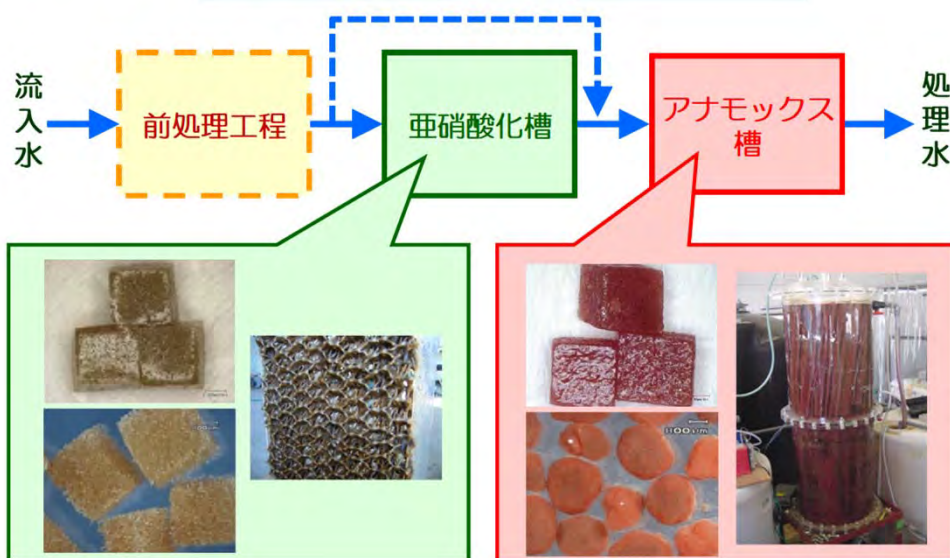 流入水
前処理工程
亜硝酸化槽
アナモックス
槽
処理水